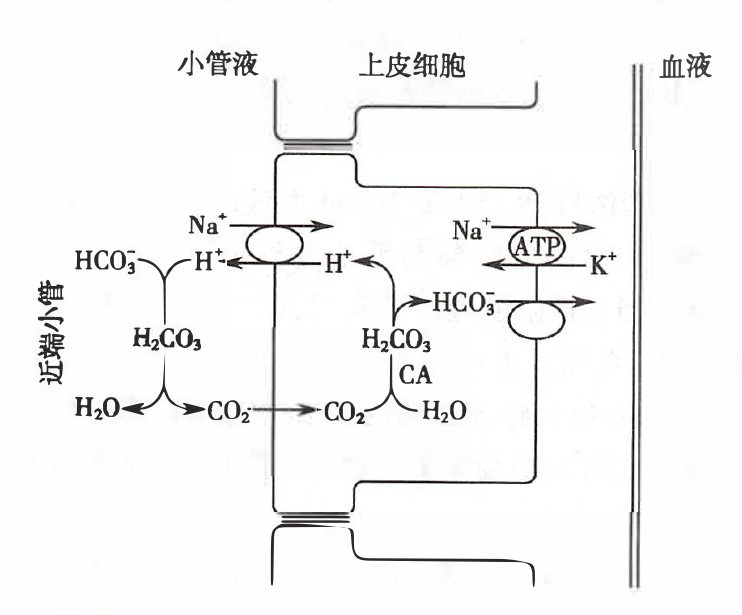 小管液 上皮细胞 血液
Na⁺ Na⁺ ATP K⁺
HCO₃⁻ H⁺ H⁺
HCO₃⁻
H₂CO₃ H₂CO₃
CA
H₂O CO₂ CO₂ H₂O
近端小管